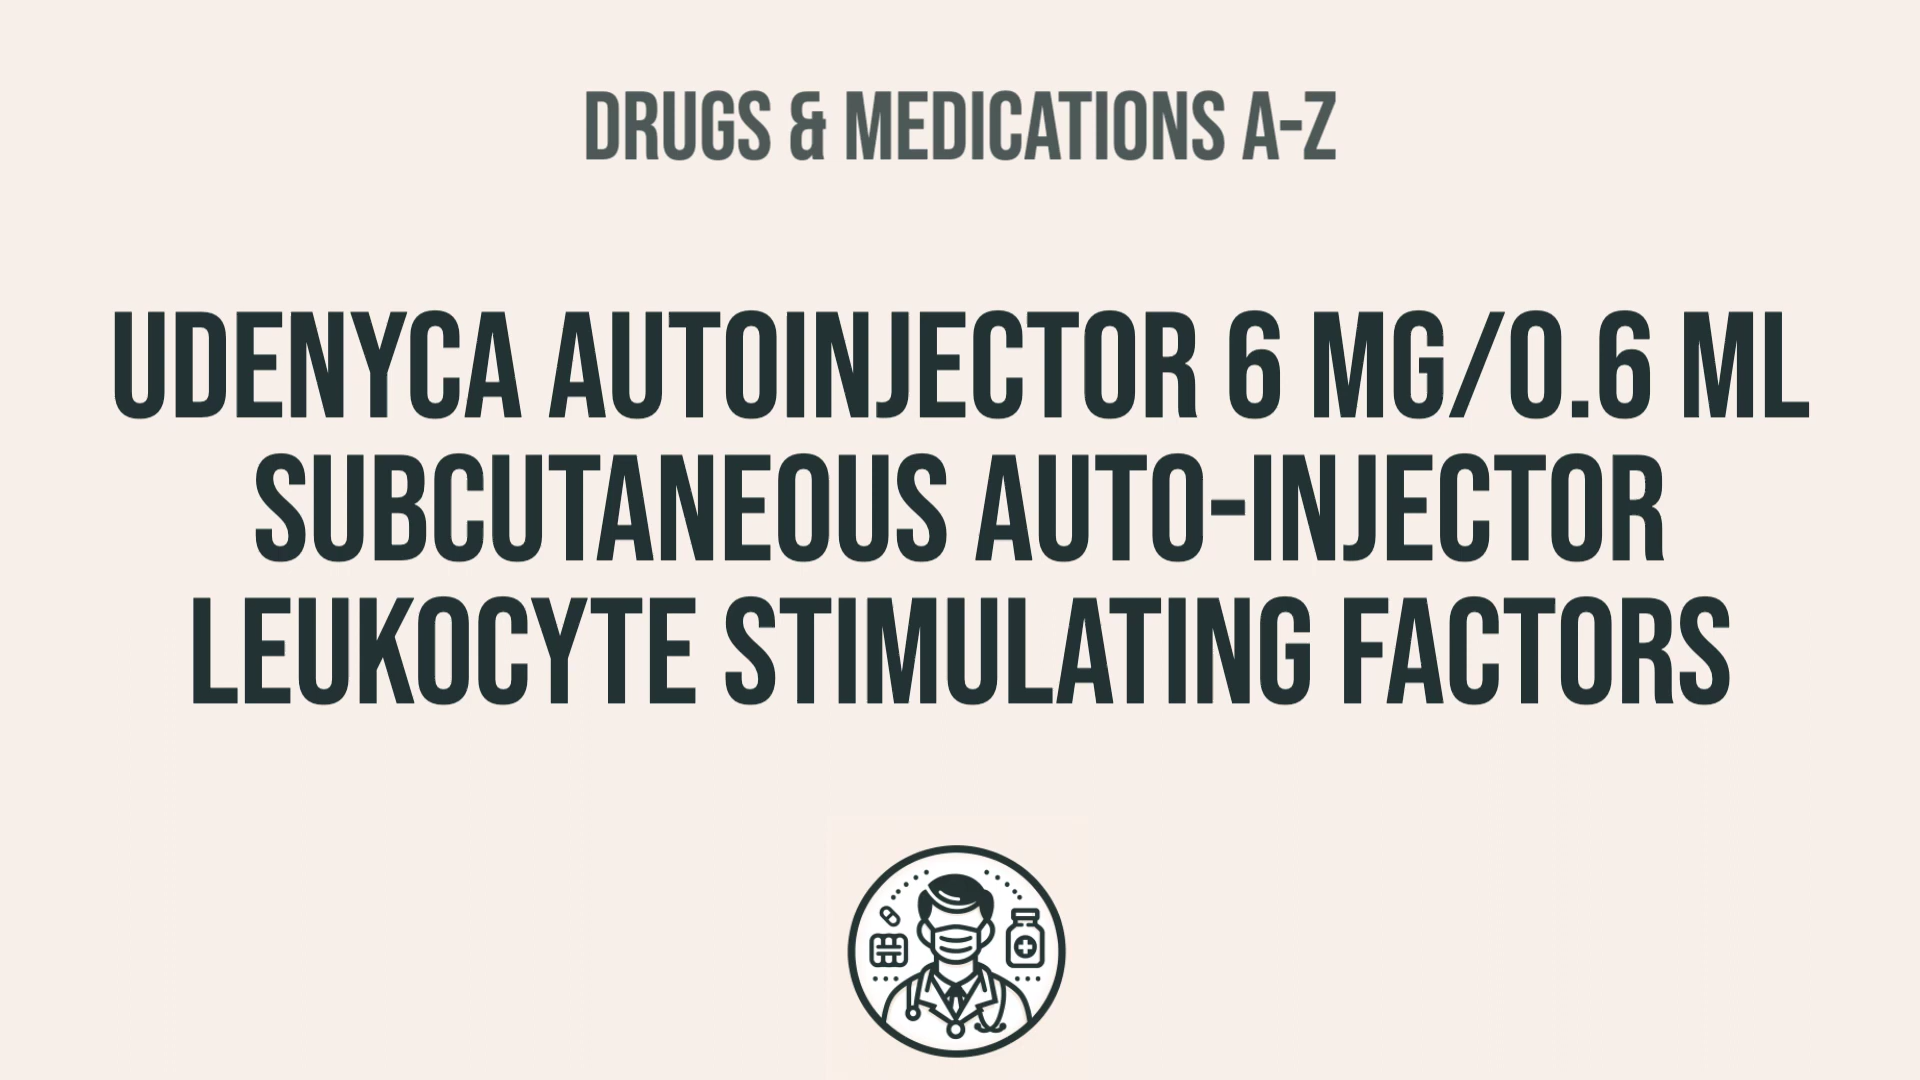 DRUGS & MEDICATIONS A-Z
UDENYCA AUTOINJECTOR 6 MG/0.6 ML
SUBCUTANEOUS AUTO-INJECTOR
LEUKOCYTE STIMULATING FACTORS